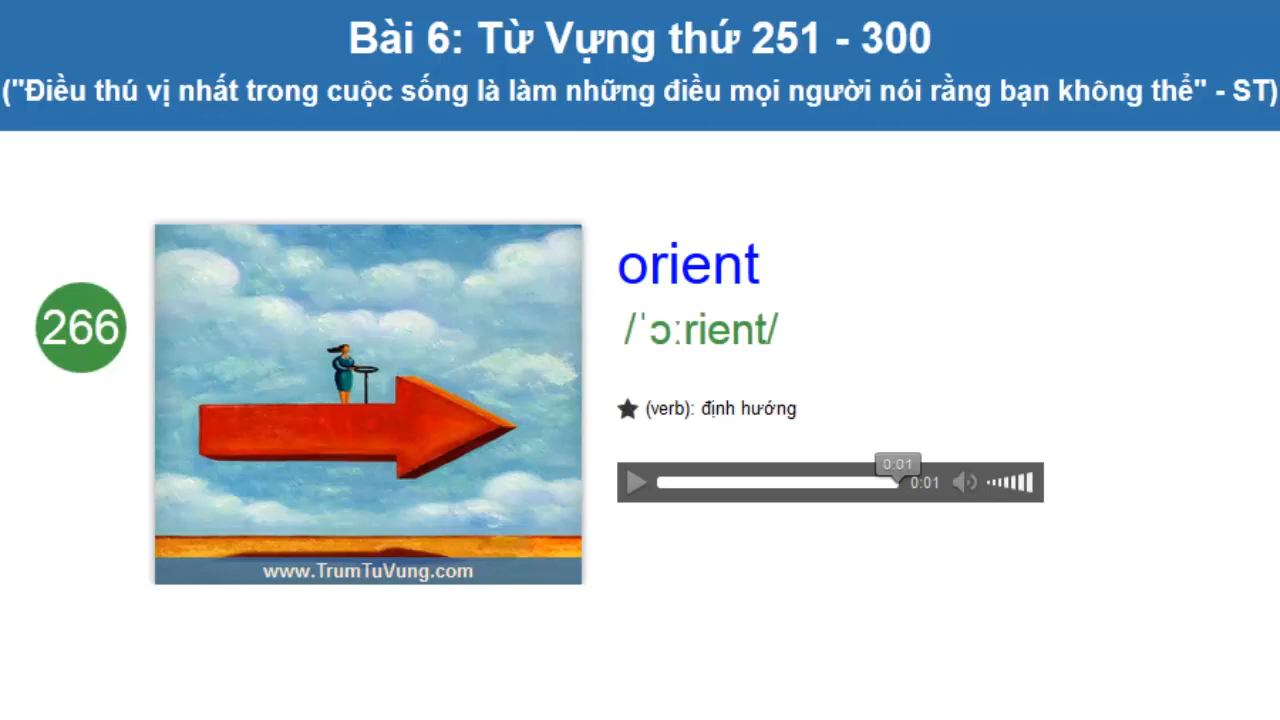 Bài 6: Từ Vựng thứ 251 - 300
("Điều thú vị nhất trong cuộc sống là làm những điều mọi người nói rằng bạn không thể" - ST)
266
orient
/ˈɔːrient/
(verb): định hướng
0:01
0:01
www.TrumTuVung.com